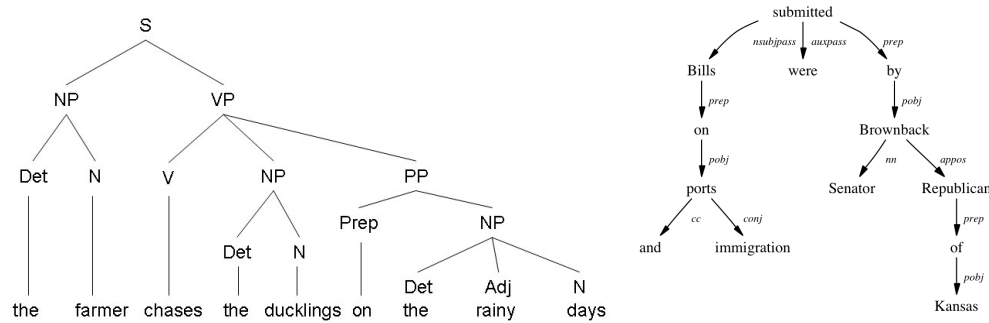 S
NP VP
Det N V NP PP
Det N Prep NP
Det Adj N
the farmer chases the ducklings on the rainy days
submitted
nsubjpass auxpass prep
Bills were by
prep pobj
on Brownback
pobj nn appos
ports Senator Republican
cc conj prep
and immigration of
pobj
Kansas